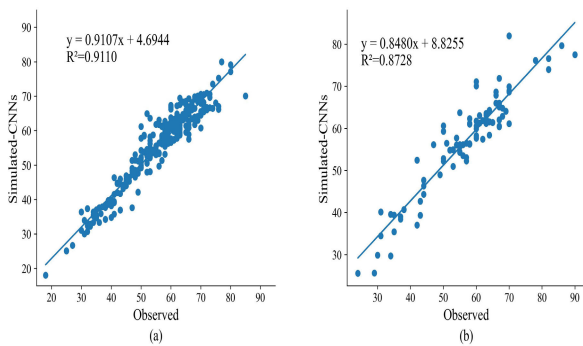 90
80
70
60
50
40
30
20
Simulated-CNNs
y = 0.9107x + 4.6944
R²=0.9110
20 30 40 50 60 70 80 90
Observed
(a)
80
70
60
50
40
30
Simulated-CNNs
y = 0.8480x + 8.8255
R²=0.8728
30 40 50 60 70 80 90
Observed
(b)